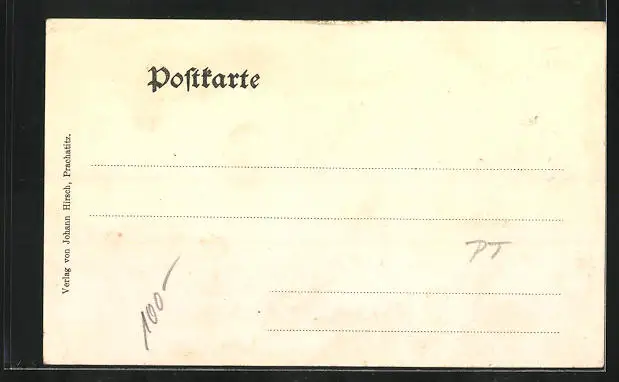 Postkarte
Verlag von Johann Hirsch, Prachatitz.
PT
100-